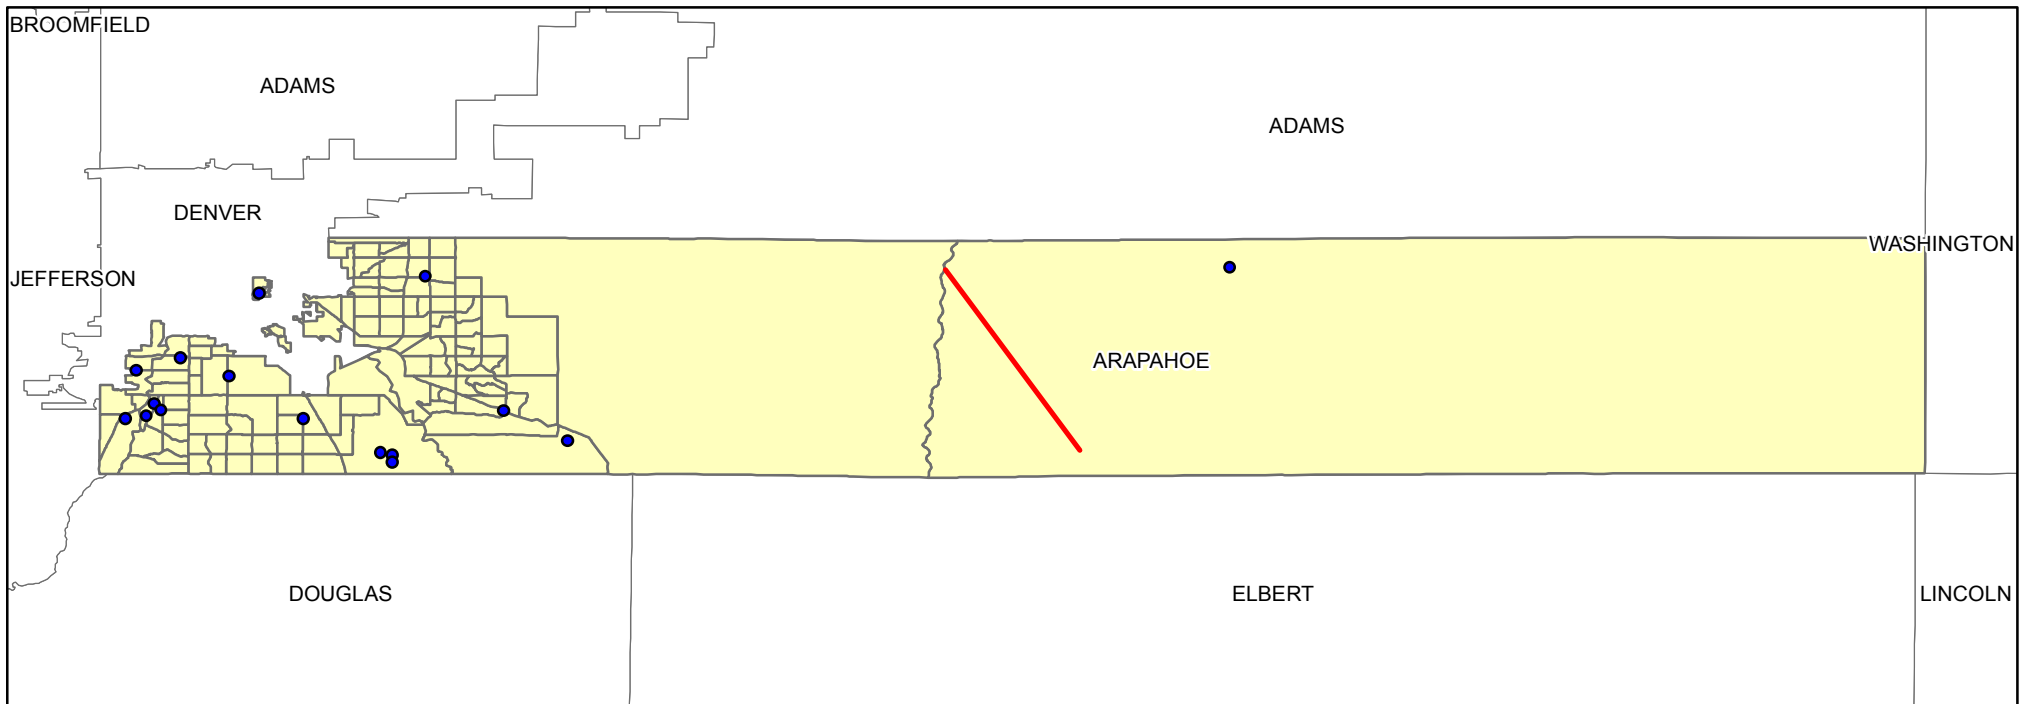 BROOMFIELD
ADAMS
ADAMS
DENVER
WASHINGTON
JEFFERSON
ARAPAHOE
DOUGLAS
ELBERT
LINCOLN